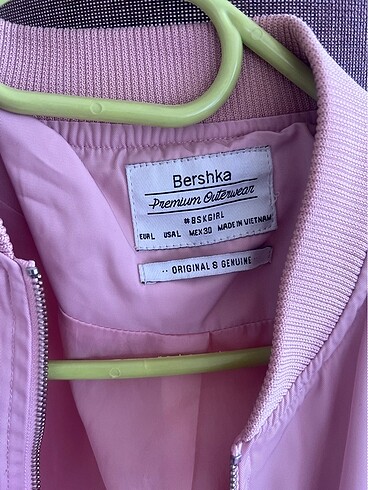 Bershka
Premium Outerwear
#BSKGIRL
EUR L USA L MEX 30 MADE IN VIETNAM
·· ORIGINAL & GENUINE ··